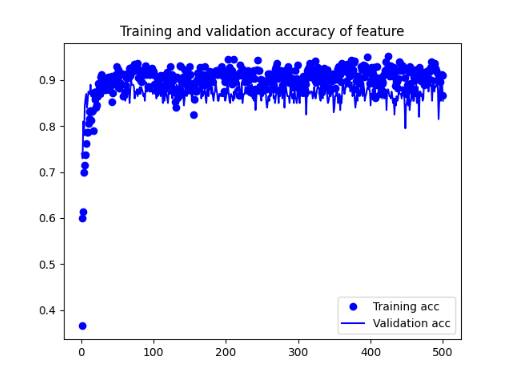 Training and validation accuracy of feature
0.9
0.8
0.7
0.6
0.5
0.4
Training acc
Validation acc
0 100 200 300 400 500